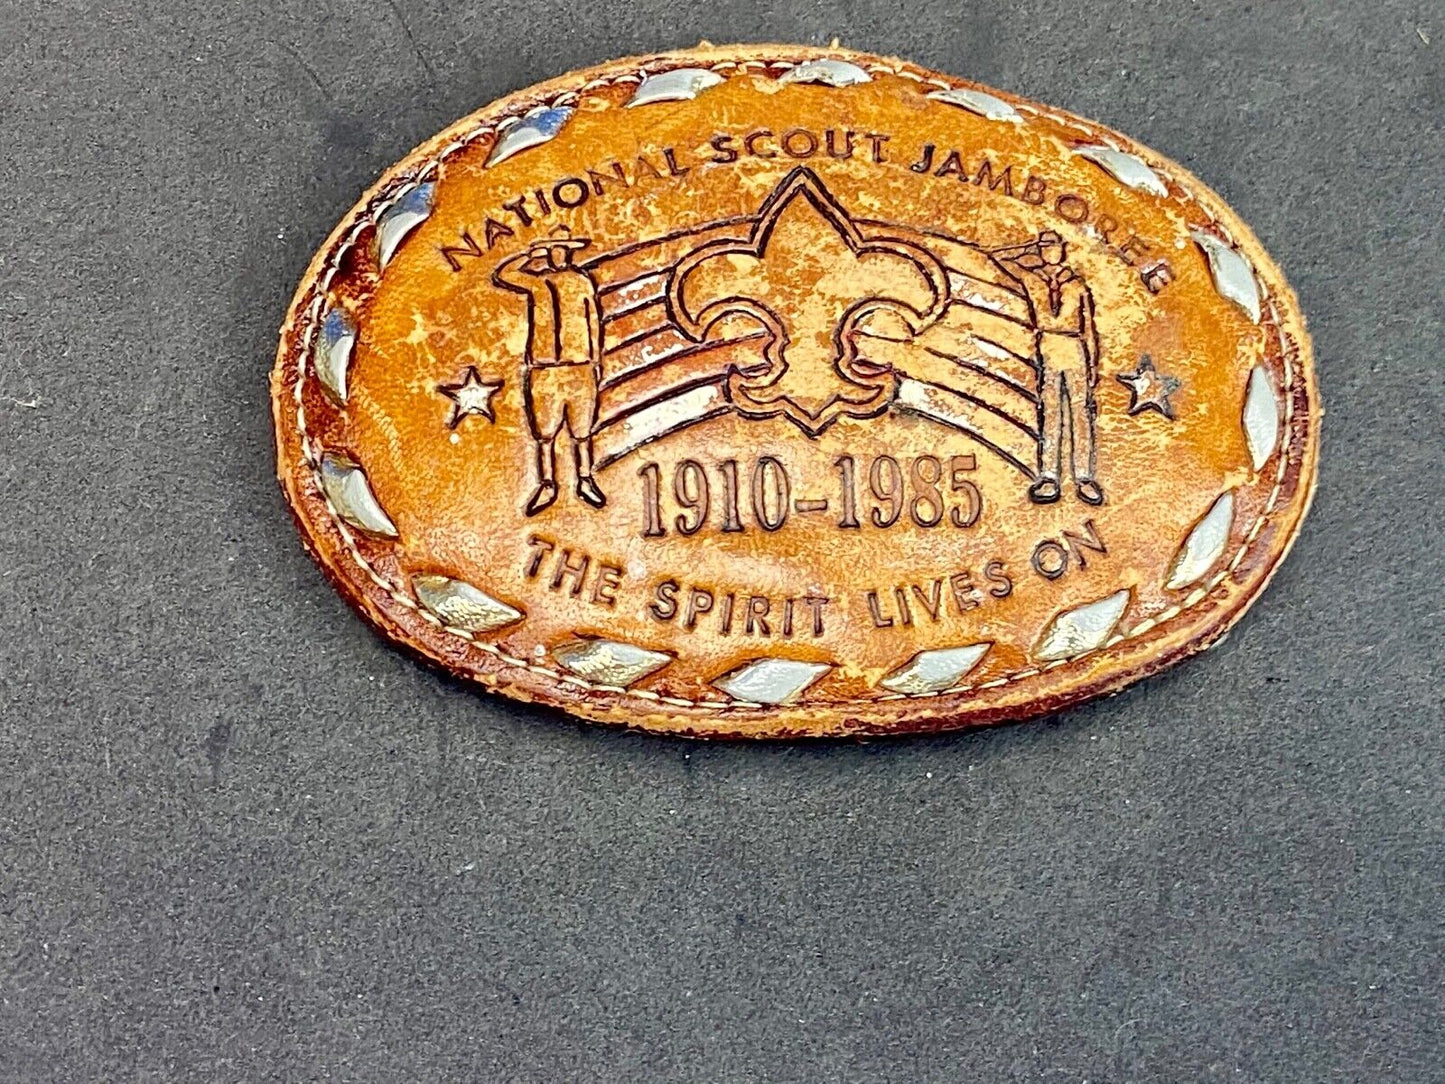 NATIONAL SCOUT JAMBOREE
1910-1985
THE SPIRIT LIVES ON